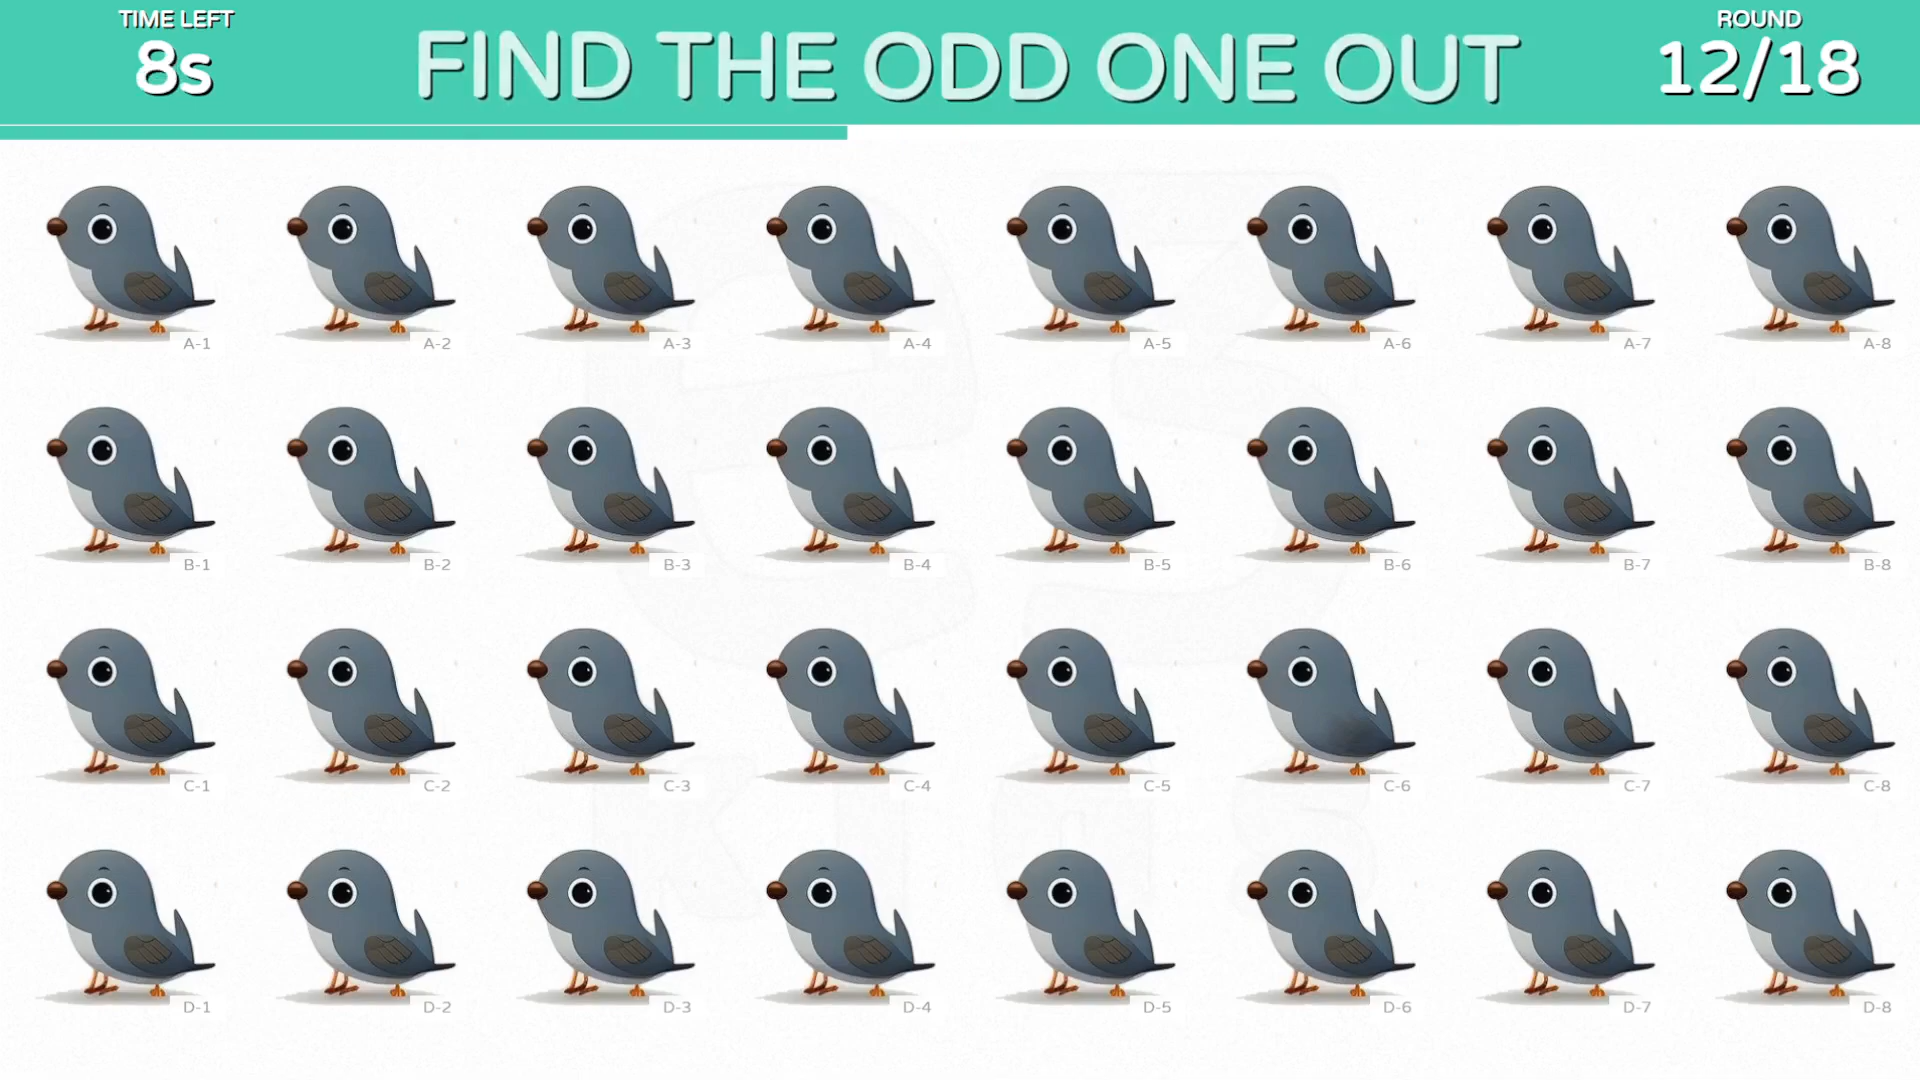 TIME LEFT
8s
FIND THE ODD ONE OUT
ROUND
12/18
A-1 A-2 A-3 A-4 A-5 A-6 A-7 A-8
B-1 B-2 B-3 B-4 B-5 B-6 B-7 B-8
C-1 C-2 C-3 C-4 C-5 C-6 C-7 C-8
D-1 D-2 D-3 D-4 D-5 D-6 D-7 D-8